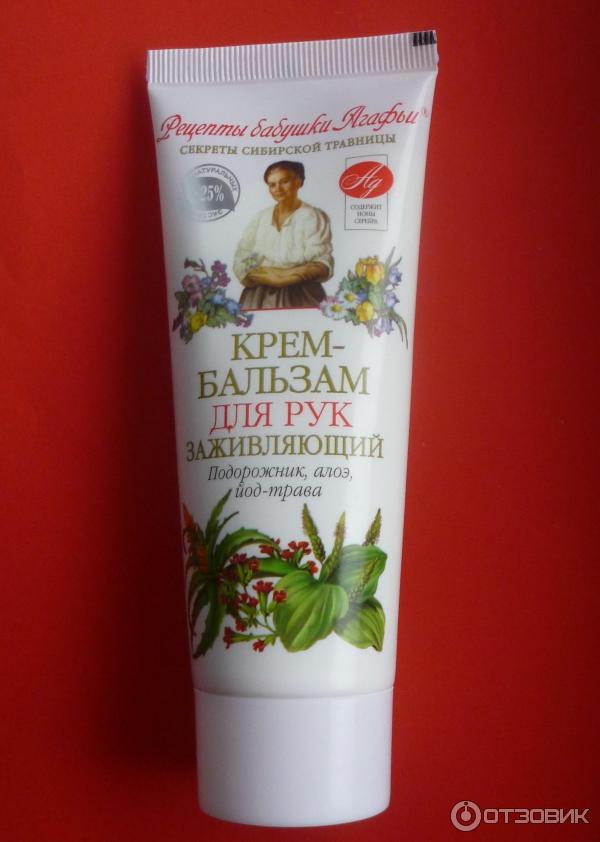 Рецепты бабушки Агафьи®
СЕКРЕТЫ СИБИРСКОЙ ТРАВНИЦЫ
НАТУРАЛЬНЫХ
25%
Ag
СОДЕРЖИТ
ИОНЫ
СЕРЕБРА
КРЕМ-
БАЛЬЗАМ
ДЛЯ РУК
ЗАЖИВЛЯЮЩИЙ
Подорожник, алоэ,
йод-трава
ОТЗОВИК